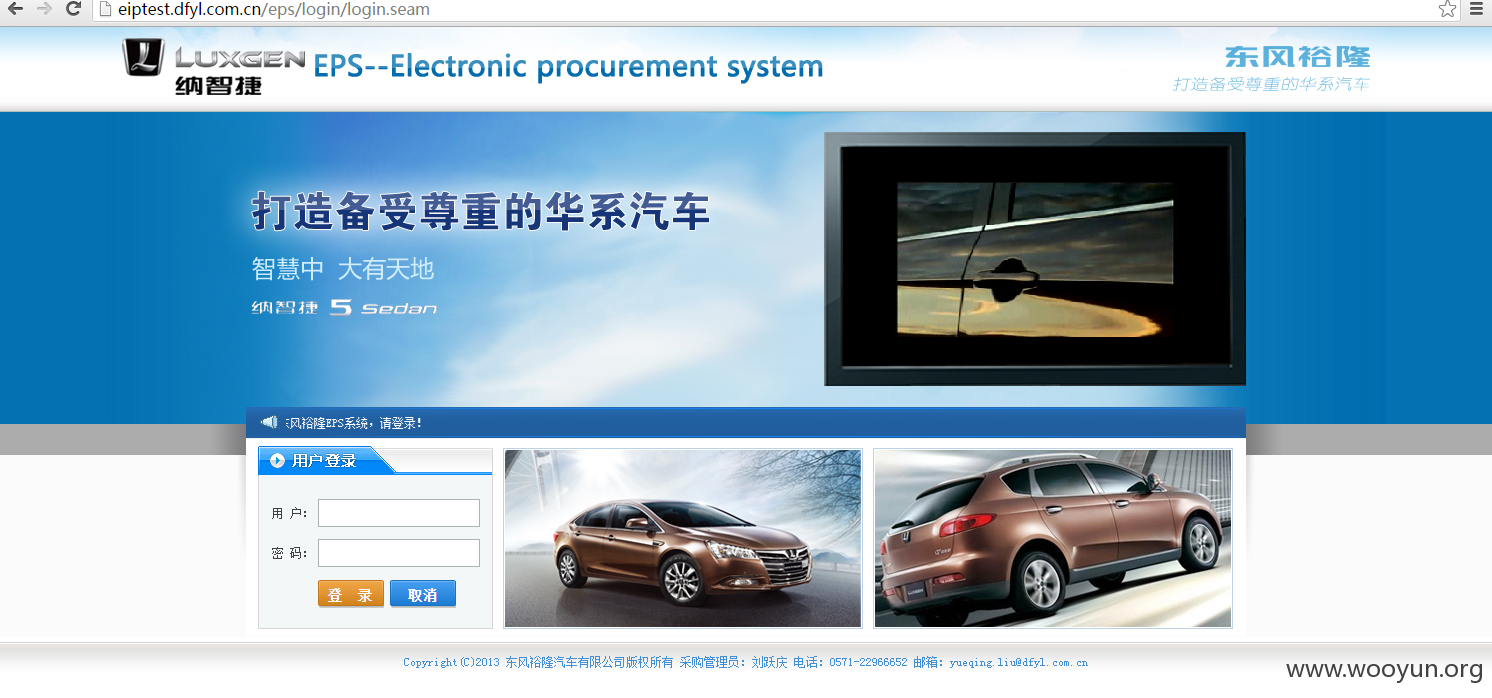 eiptest.dfyl.com.cn/eps/login/login.seam
LUXGEN
纳智捷
EPS--Electronic procurement system
东风裕隆
打造备受尊重的华系汽车
打造备受尊重的华系汽车
智慧中 大有天地
纳智捷 5 Sedan
东风裕隆EPS系统，请登录!
用户登录
用 户:
密 码:
登 录
取消
Copyright(C)2013 东风裕隆汽车有限公司版权所有 采购管理员: 刘跃庆 电话: 0571-22966652 邮箱: yueqing.liu@dfyl.com.cn
www.wooyun.org